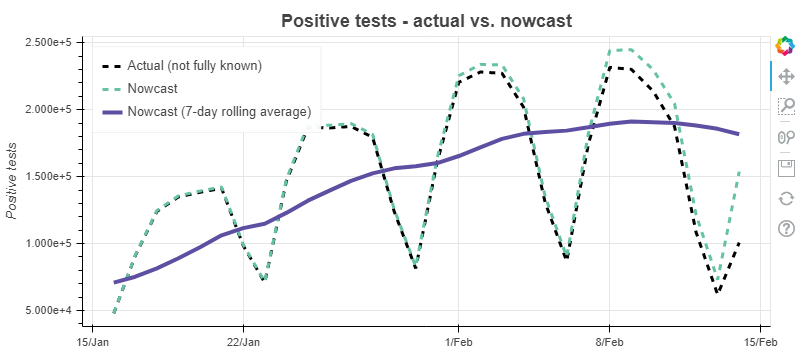 Positive tests - actual vs. nowcast
2.500e+5
2.000e+5
1.500e+5
1.000e+5
5.000e+4
Positive tests
Actual (not fully known)
Nowcast
Nowcast (7-day rolling average)
15/Jan
22/Jan
1/Feb
8/Feb
15/Feb